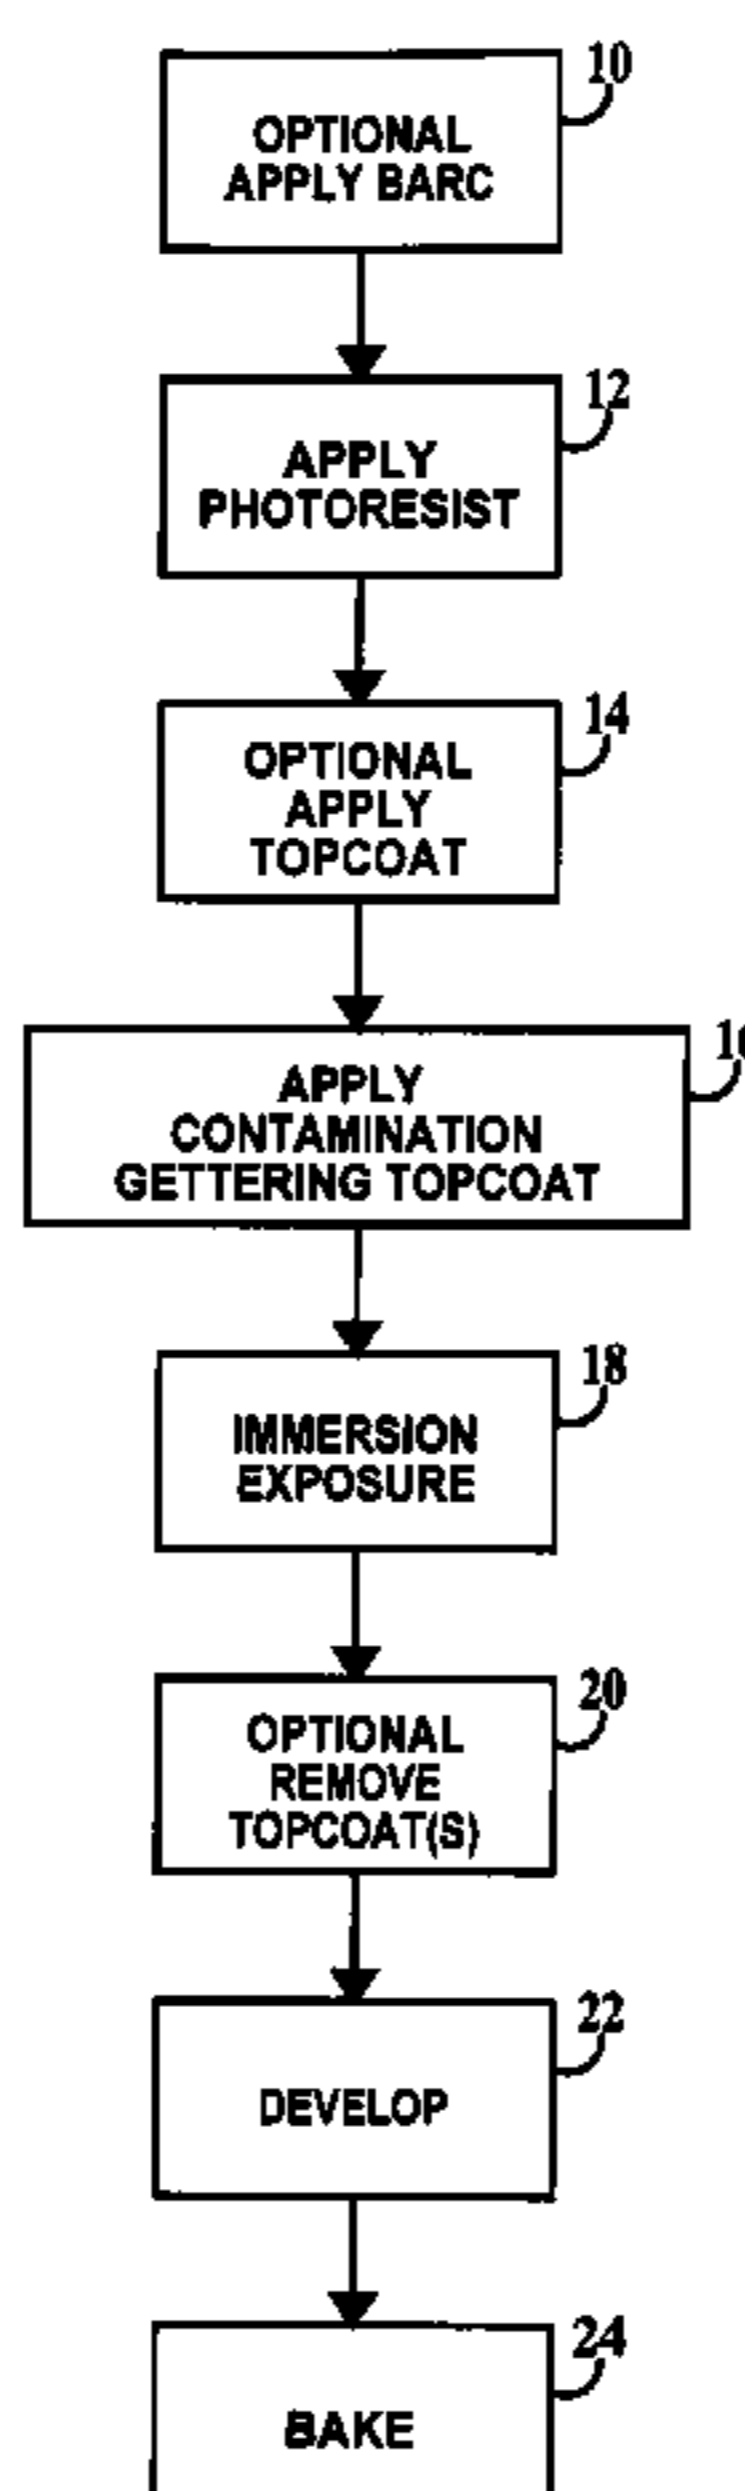 10
OPTIONAL
APPLY BARC
12
APPLY
PHOTORESIST
14
OPTIONAL
APPLY
TOPCOAT
APPLY
CONTAMINATION
GETTERING TOPCOAT
18
IMMERSION
EXPOSURE
20
OPTIONAL
REMOVE
TOPCOAT(S)
22
DEVELOP
24
BAKE